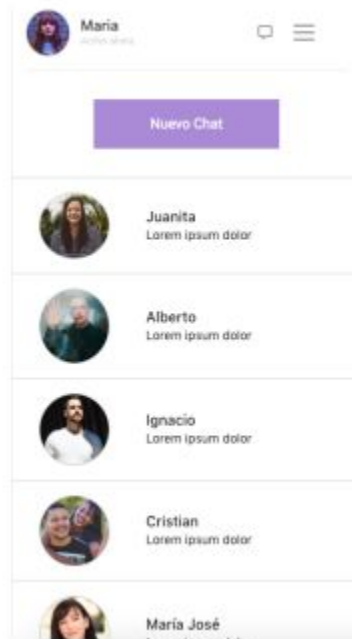 Maria
Nuevo Chat
Juanita
Lorem ipsum dolor
Alberto
Lorem ipsum dolor
Ignacio
Lorem ipsum dolor
Cristian
Lorem ipsum dolor
María José